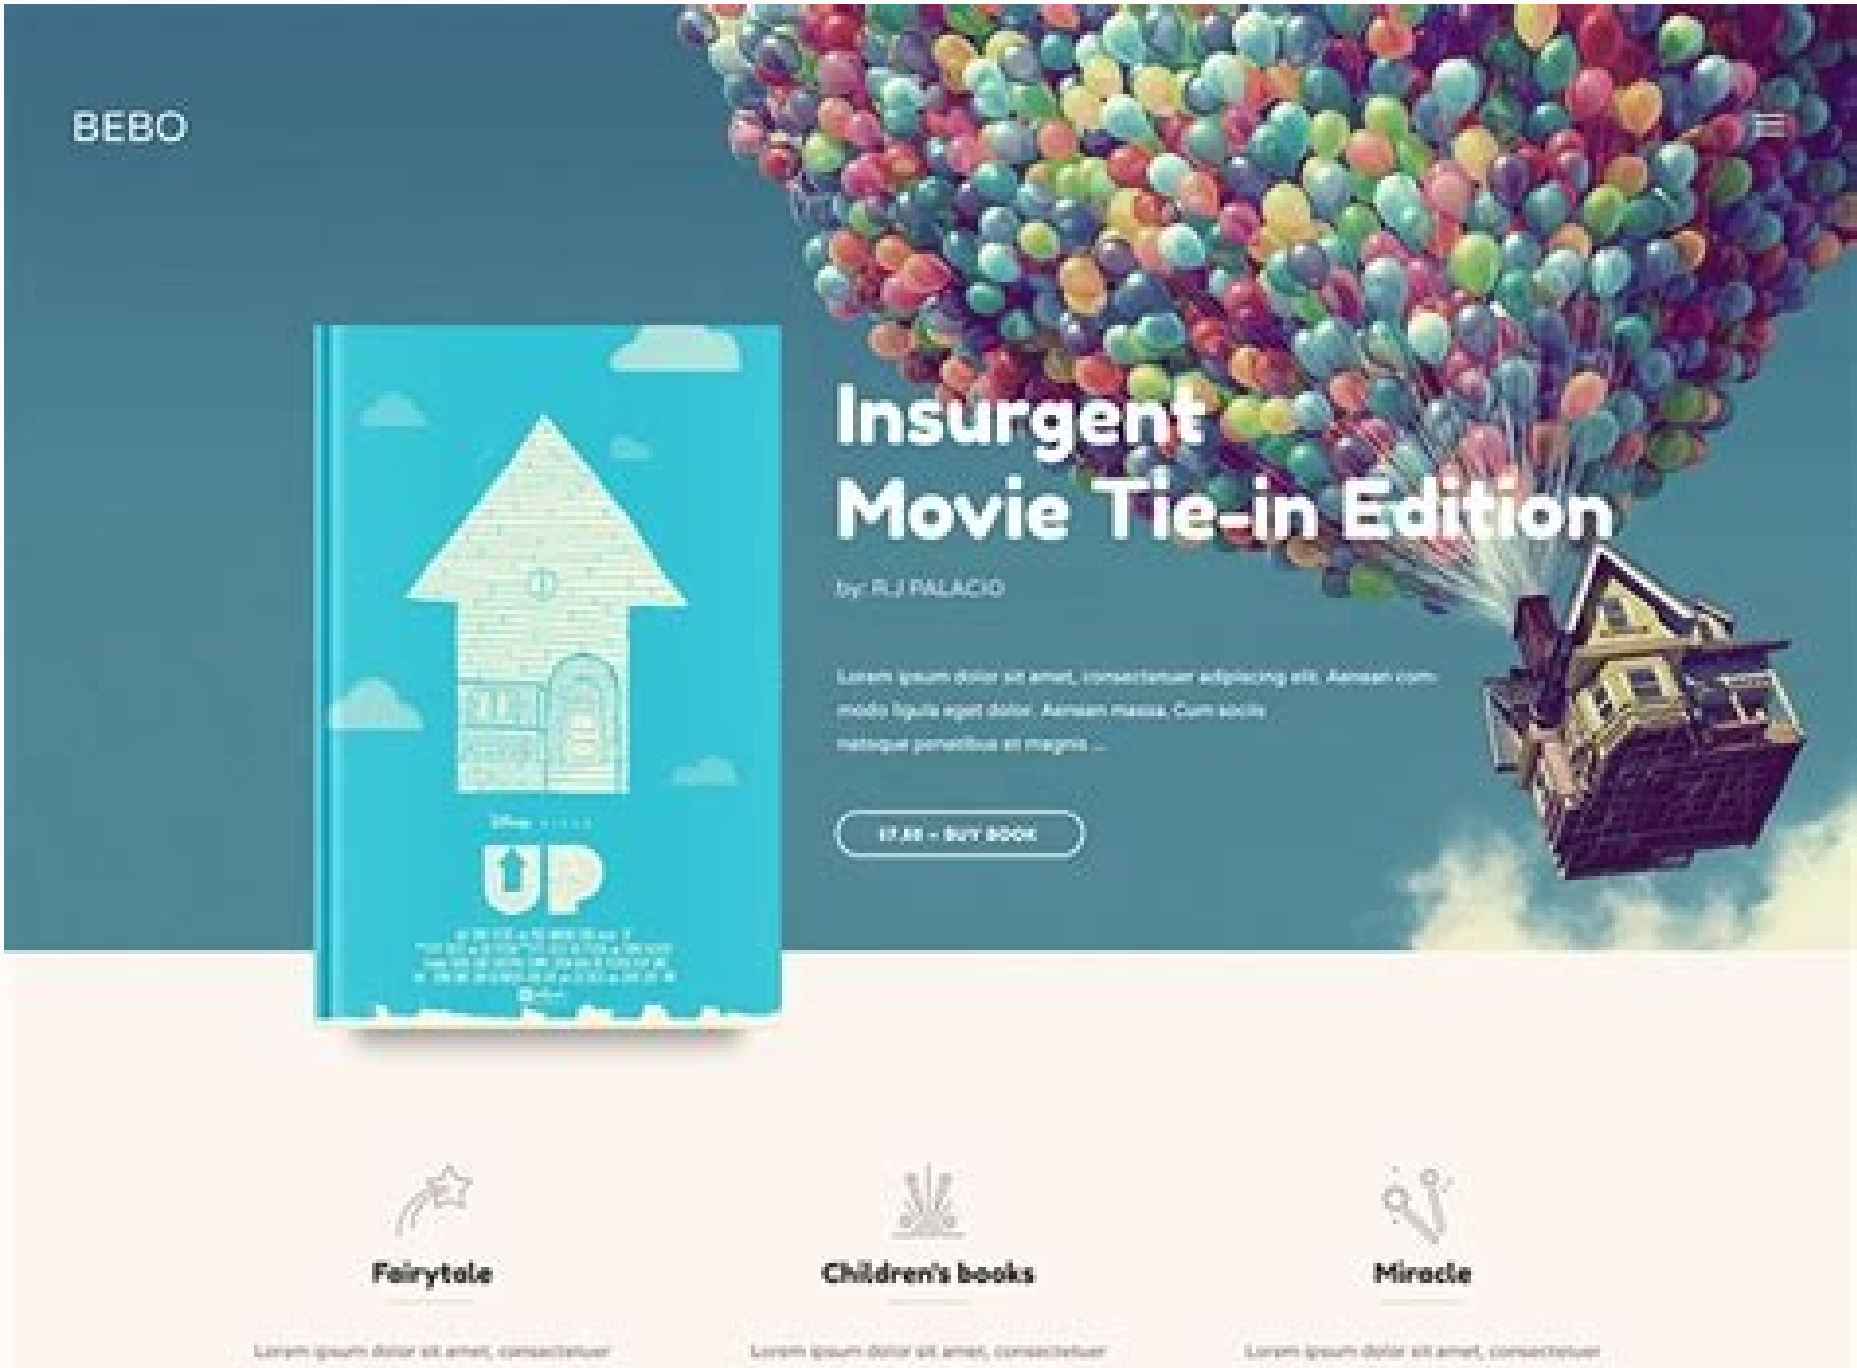 BEBO
Insurgent
Movie Tie-in Edition
by: R.J PALACIO
Lorem ipsum dolor sit amet, consectetuer adipiscing elit. Aenean com-
modo ligula eget dolor. Aenean massa. Cum sociis
natoque penatibus et magnis ...
BUY BOOK
Disney PIXAR
UP
Fairytale
Children's books
Miracle
Lorem ipsum dolor sit amet, consectetuer
Lorem ipsum dolor sit amet, consectetuer
Lorem ipsum dolor sit amet, consectetuer